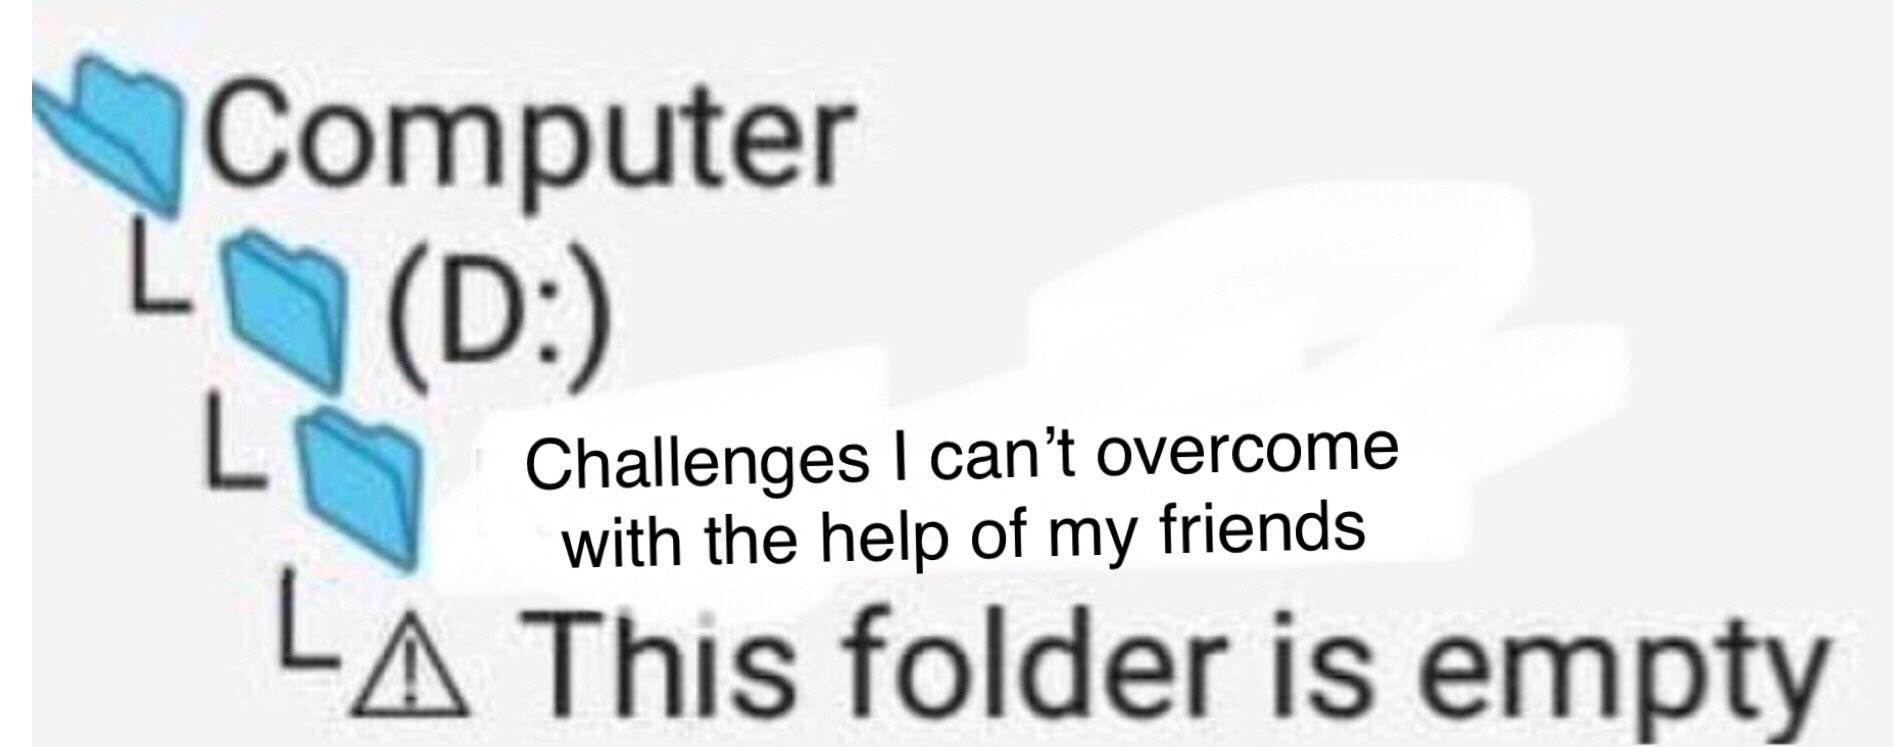 Computer
(D:)
Challenges I can’t overcome
with the help of my friends
This folder is empty